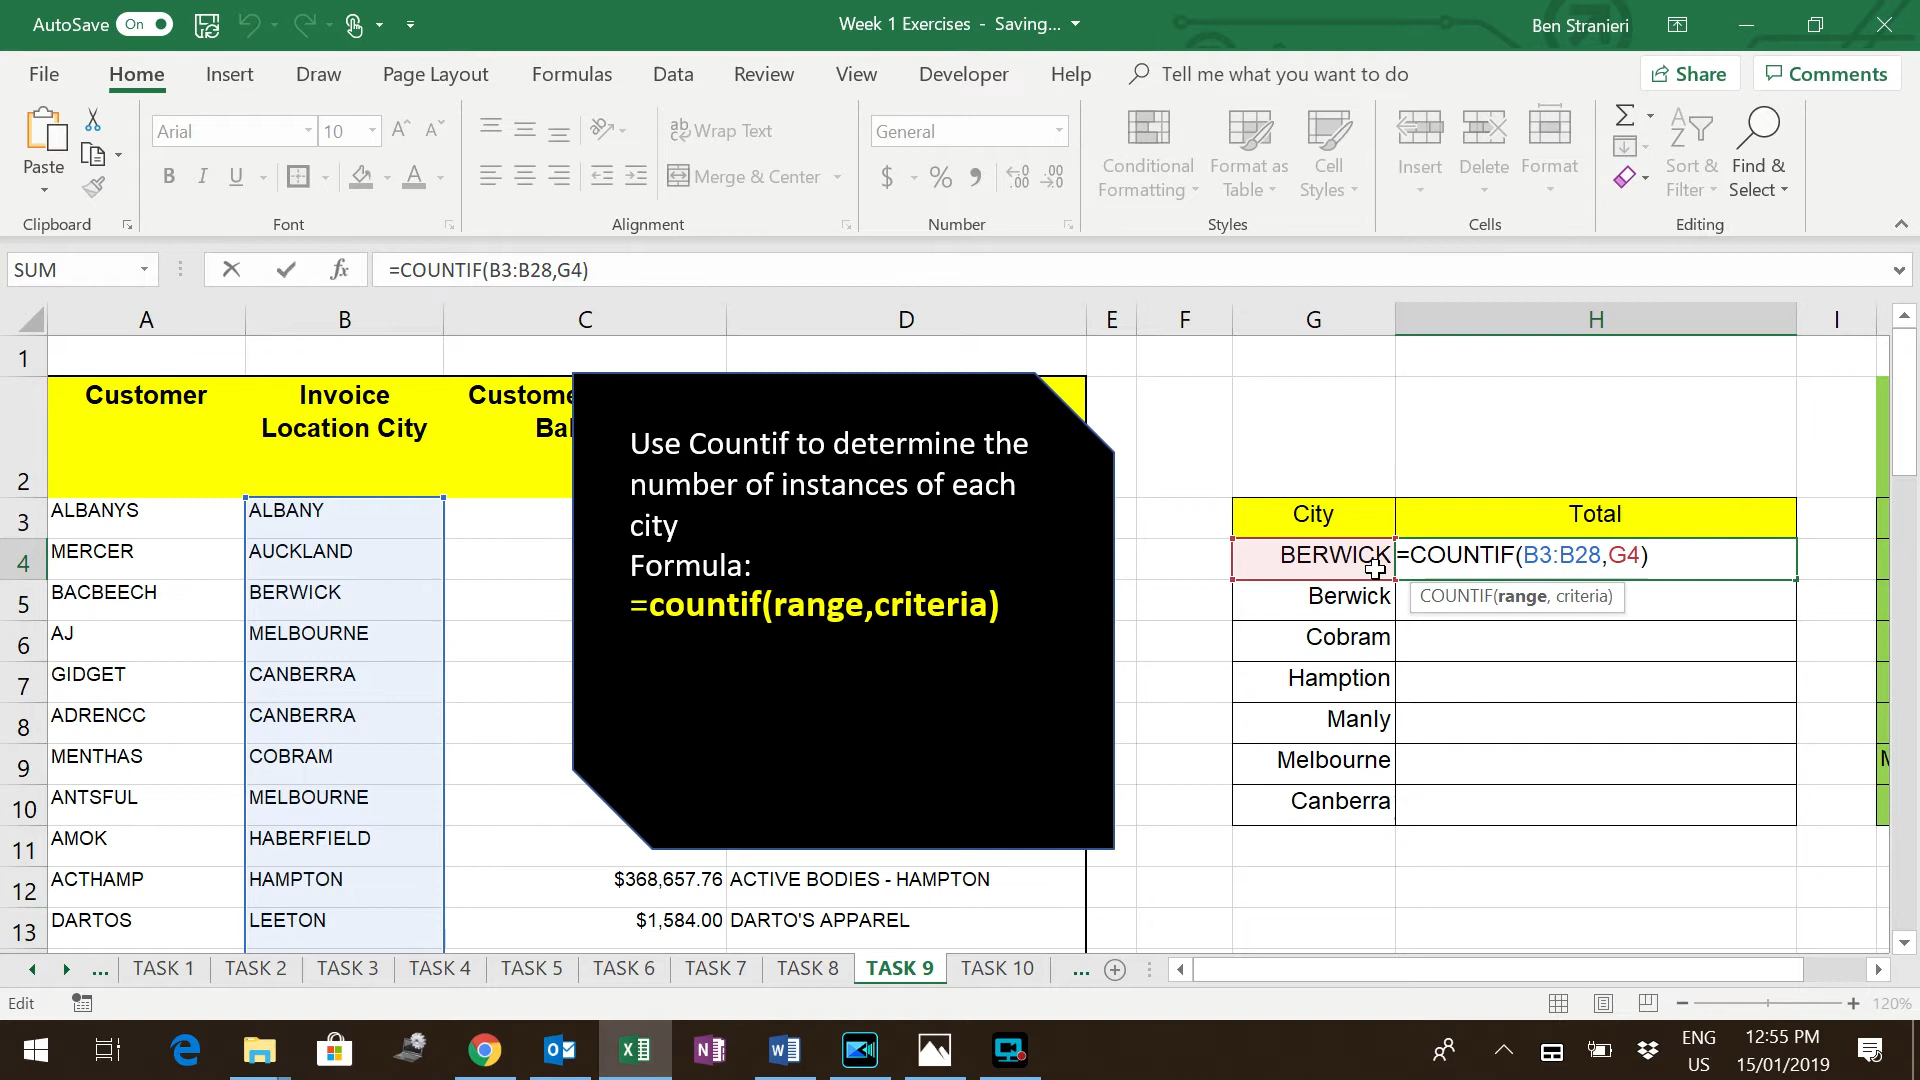 AutoSave On
Week 1 Exercises - Saving...
Ben Stranieri
File Home Insert Draw Page Layout Formulas Data Review View Developer Help Tell me what you want to do Share Comments
Paste
Clipboard
Arial 10
B I U A
Font
ab Wrap Text
Merge & Center
Alignment
General
$ % ,
Number
Conditional Formatting
Format as Table
Cell Styles
Styles
Insert Delete Format
Cells
Sort & Filter
Find & Select
Editing
SUM fx =COUNTIF(B3:B28,G4)
A B C D E F G H I
1
2
Customer
Invoice
Location City
Custome
Bal
3 ALBANYS ALBANY City Total
4 MERCER AUCKLAND BERWICK =COUNTIF(B3:B28,G4)
5 BACBEECH BERWICK Berwick COUNTIF(range, criteria)
6 AJ MELBOURNE Cobram
7 GIDGET CANBERRA Hamption
8 ADRENCC CANBERRA Manly
9 MENTHAS COBRAM Melbourne
10 ANTSFUL MELBOURNE Canberra
11 AMOK HABERFIELD
12 ACTHAMP HAMPTON $368,657.76 ACTIVE BODIES - HAMPTON
13 DARTOS LEETON $1,584.00 DARTO'S APPAREL
Use Countif to determine the
number of instances of each
city
Formula:
=countif(range,criteria)
... TASK 1 TASK 2 TASK 3 TASK 4 TASK 5 TASK 6 TASK 7 TASK 8 TASK 9 TASK 10 ...
Edit 120%
ENG
US
12:55 PM
15/01/2019